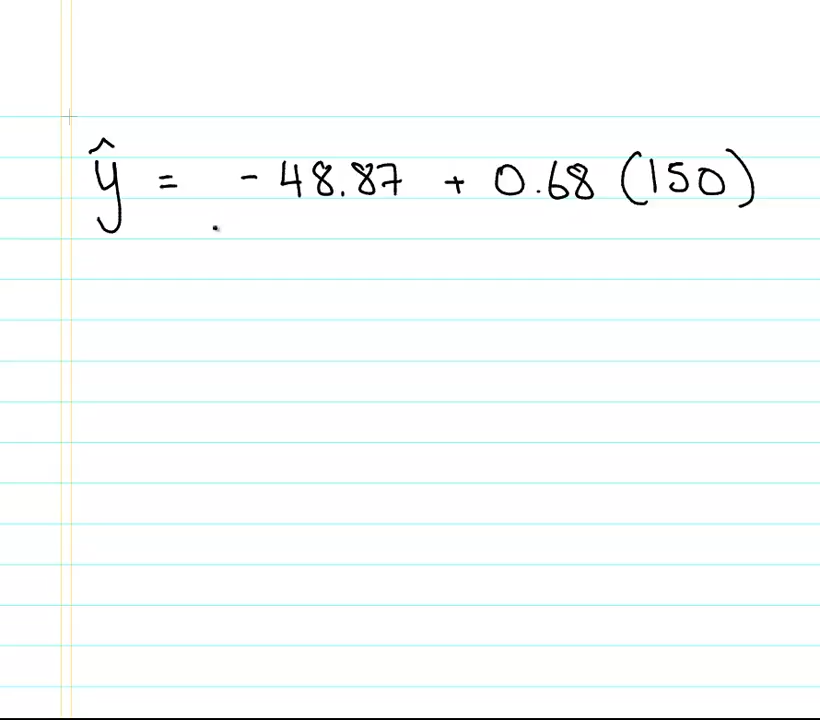 ŷ = - 48.87 + 0.68 (150)